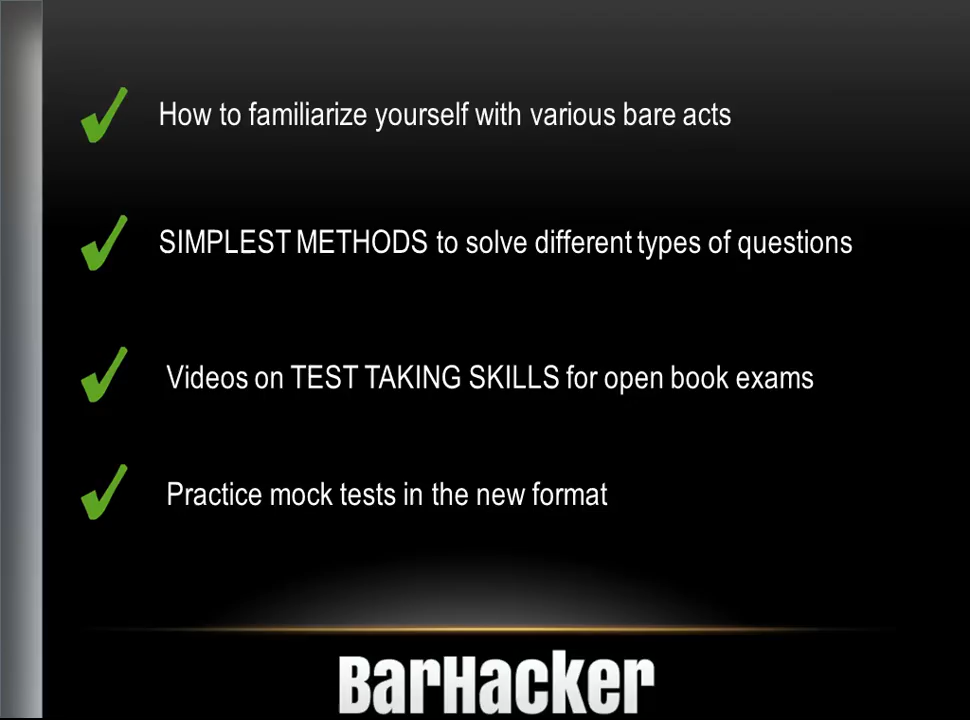 How to familiarize yourself with various bare acts
SIMPLEST METHODS to solve different types of questions
Videos on TEST TAKING SKILLS for open book exams
Practice mock tests in the new format
BarHacker